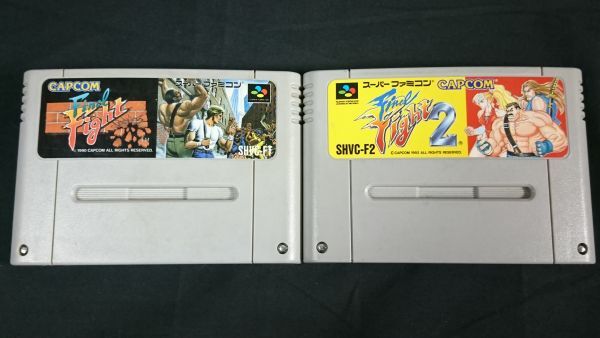 CAPCOM
スーパーファミコン
Final Fight
© 1990 CAPCOM ALL RIGHTS RESERVED.
SHVC-FT
スーパーファミコン
CAPCOM
Final Fight 2
SHVC-F2
© CAPCOM 1993 ALL RIGHTS RESERVED.